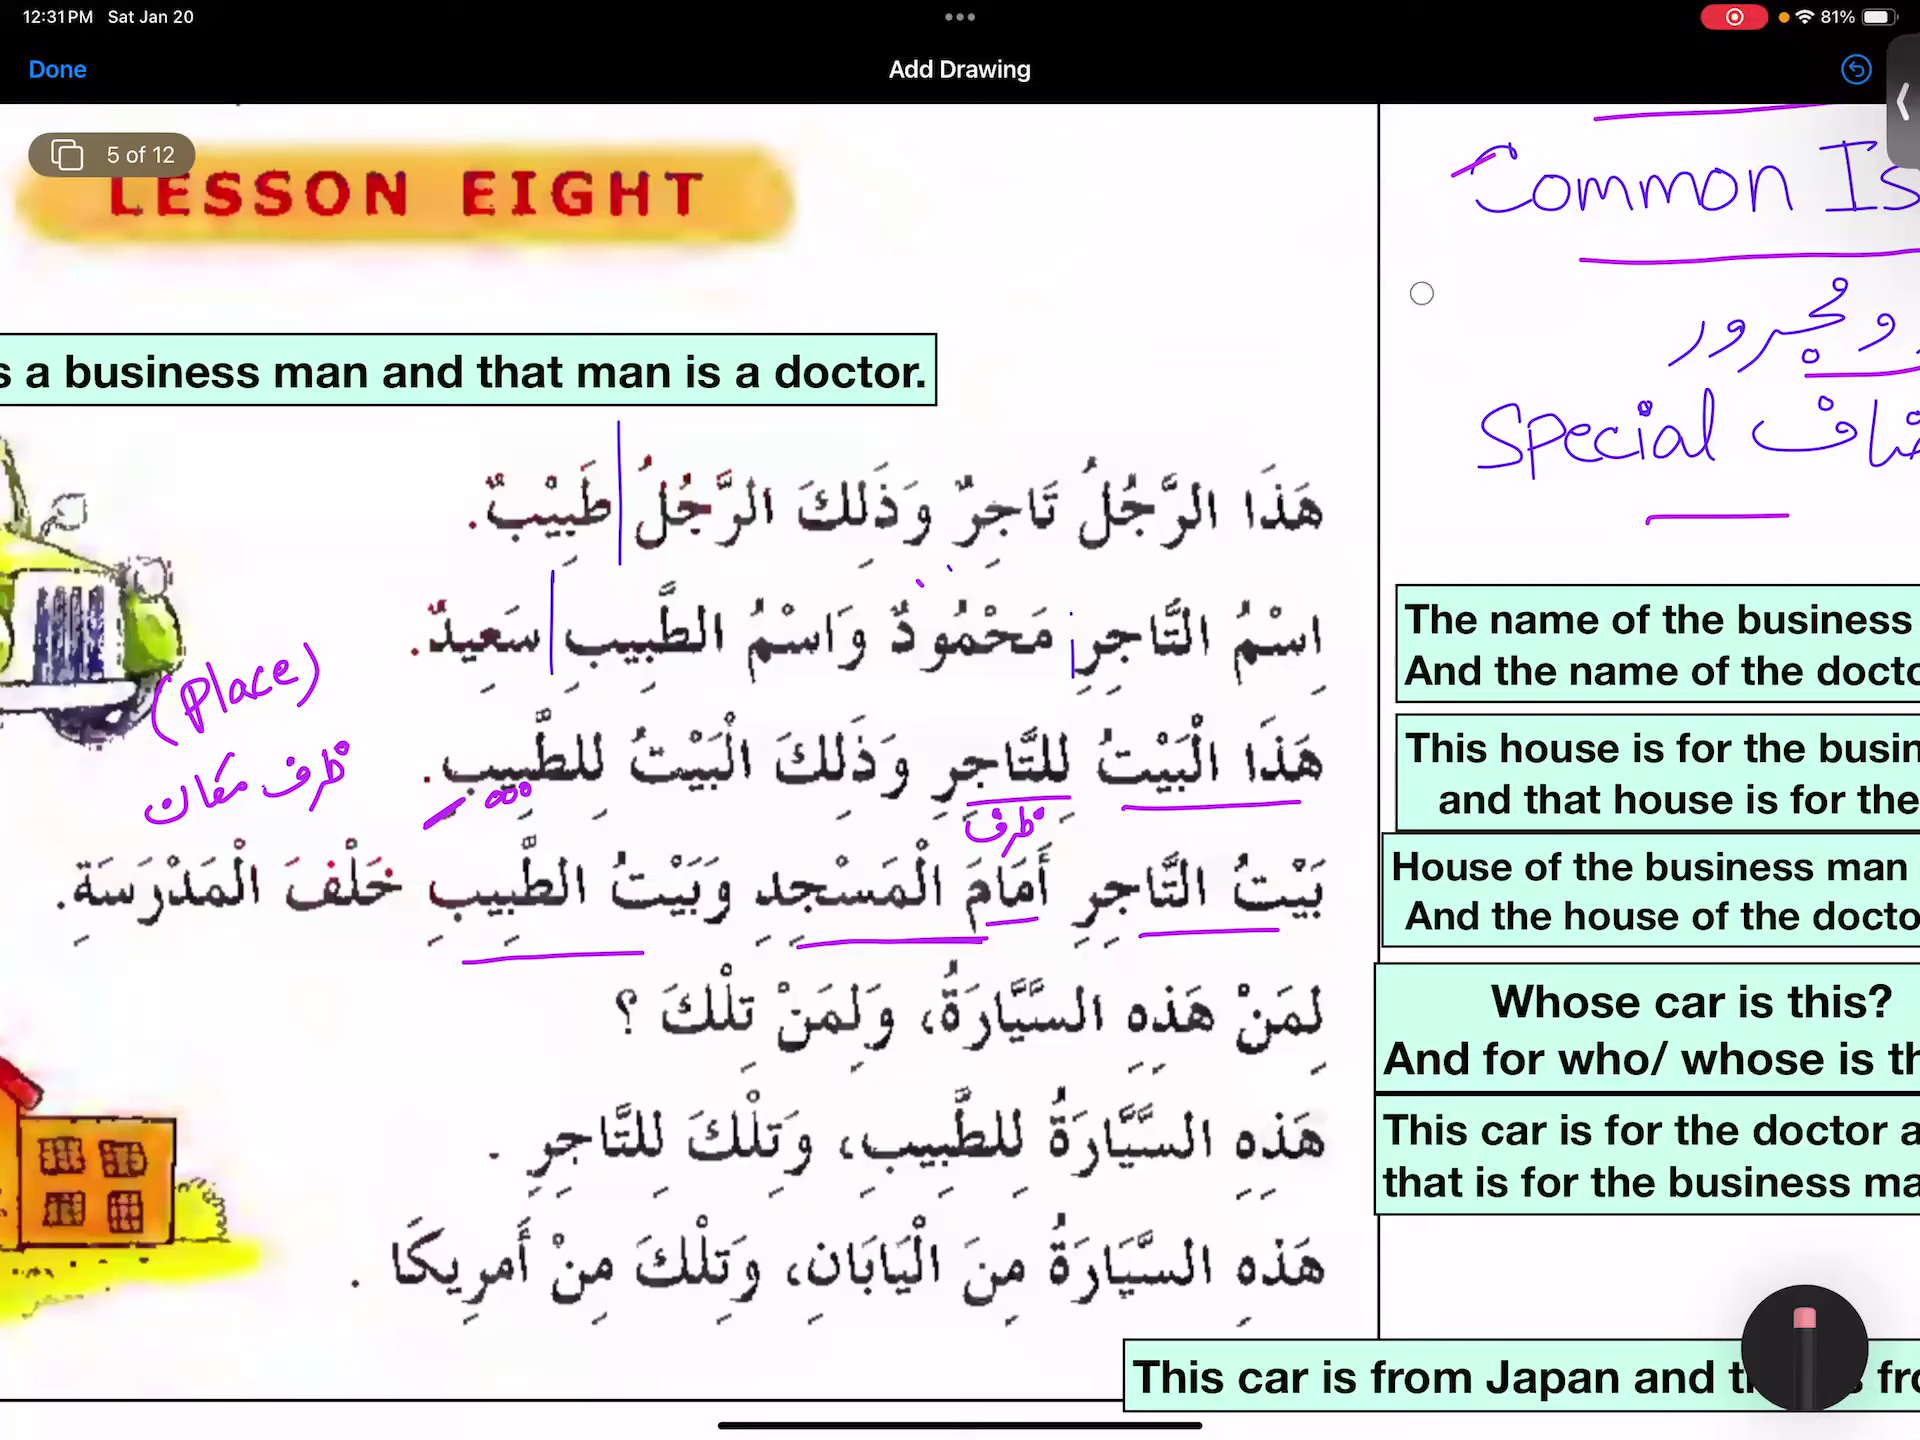 12:31 PM Sat Jan 20
81%
Done
Add Drawing
5 of 12
LESSON EIGHT
s a business man and that man is a doctor.
هَذَا الرَّجُلُ تَاجِرٌ وَذَلِكَ الرَّجُلُ طَبِيْبٌ.
اِسْمُ التَّاجِرِ مَحْمُودٌ وَاسْمُ الطَّبِيبِ سَعِيدٌ.
هَذَا الْبَيْتُ لِلتَّاجِرِ وَذَلِكَ الْبَيْتُ لِلطَّبِيبِ.
ظرف
بَيْتُ التَّاجِرِ أَمَامَ الْمَسْجِدِ وَبَيْتُ الطَّبِيبِ خَلْفَ الْمَدْرَسَةِ.
لِمَنْ هَذِهِ السَّيَّارَةُ، وَلِمَنْ تِلْكَ ؟
هَذِهِ السَّيَّارَةُ لِلطَّبِيبِ، وَتِلْكَ لِلتَّاجِرِ .
هَذِهِ السَّيَّارَةُ مِنَ الْيَابَانِ، وَتِلْكَ مِنْ أَمرِيكَا .
(Place)
ظرف مكان
Common Is
و مجرور
Special
The name of the business
And the name of the docto
This house is for the busin
and that house is for the
House of the business man
And the house of the docto
Whose car is this?
And for who/ whose is th
This car is for the doctor a
that is for the business ma
This car is from Japan and t fro